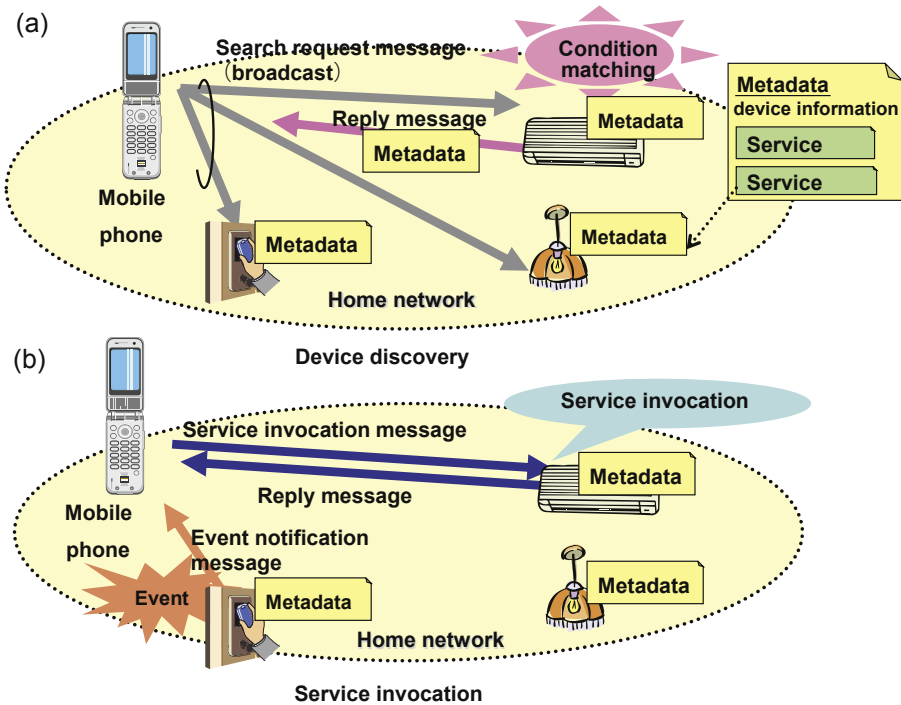 (a)
Search request message
（broadcast）
Condition
matching
Metadata
device information
Service
Service
Reply message
Metadata
Metadata
Mobile
phone
Metadata
Metadata
Home network
Device discovery
(b)
Service invocation
Service invocation message
Metadata
Reply message
Mobile
phone
Event notification
message
Event
Metadata
Metadata
Home network
Service invocation